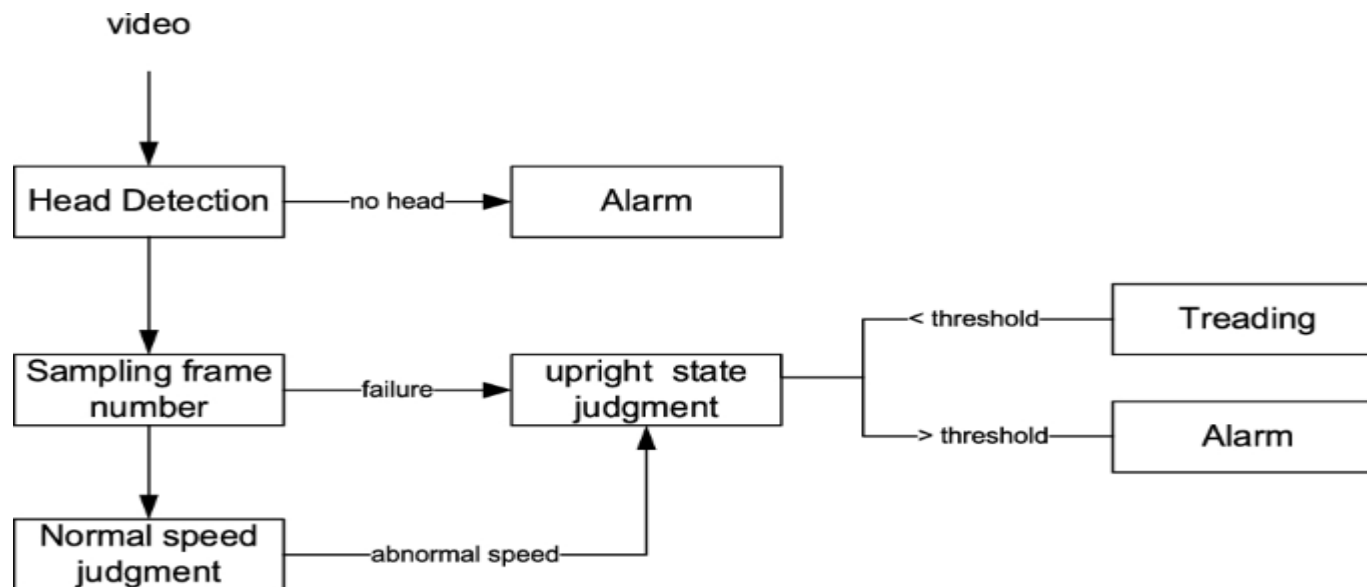 video
Head Detection
no head
Alarm
Sampling frame
number
failure
upright state
judgment
< threshold
Treading
> threshold
Alarm
Normal speed
judgment
abnormal speed